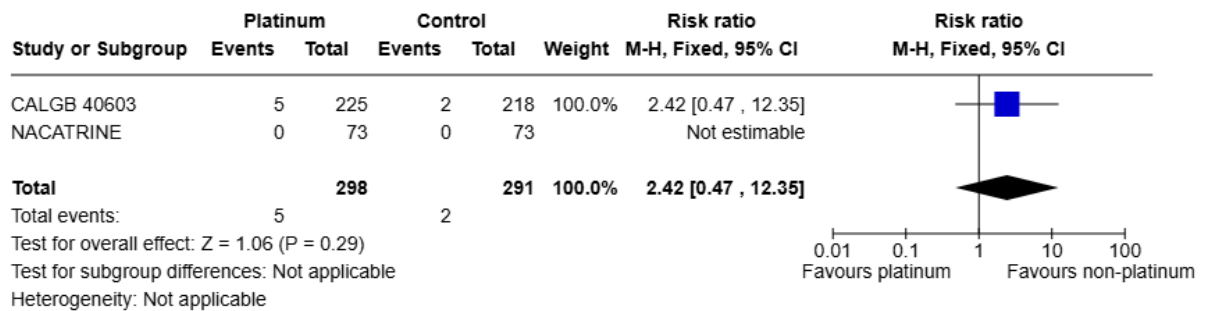 Platinum Control Risk ratio Risk ratio
Study or Subgroup Events Total Events Total Weight M-H, Fixed, 95% CI M-H, Fixed, 95% CI
CALGB 40603 5 225 2 218 100.0% 2.42 [0.47 , 12.35]
NACATRINE 0 73 0 73 Not estimable
Total 298 291 100.0% 2.42 [0.47 , 12.35]
Total events: 5 2
Test for overall effect: Z = 1.06 (P = 0.29)
Test for subgroup differences: Not applicable
Heterogeneity: Not applicable
0.01 0.1 1 10 100
Favours platinum Favours non-platinum